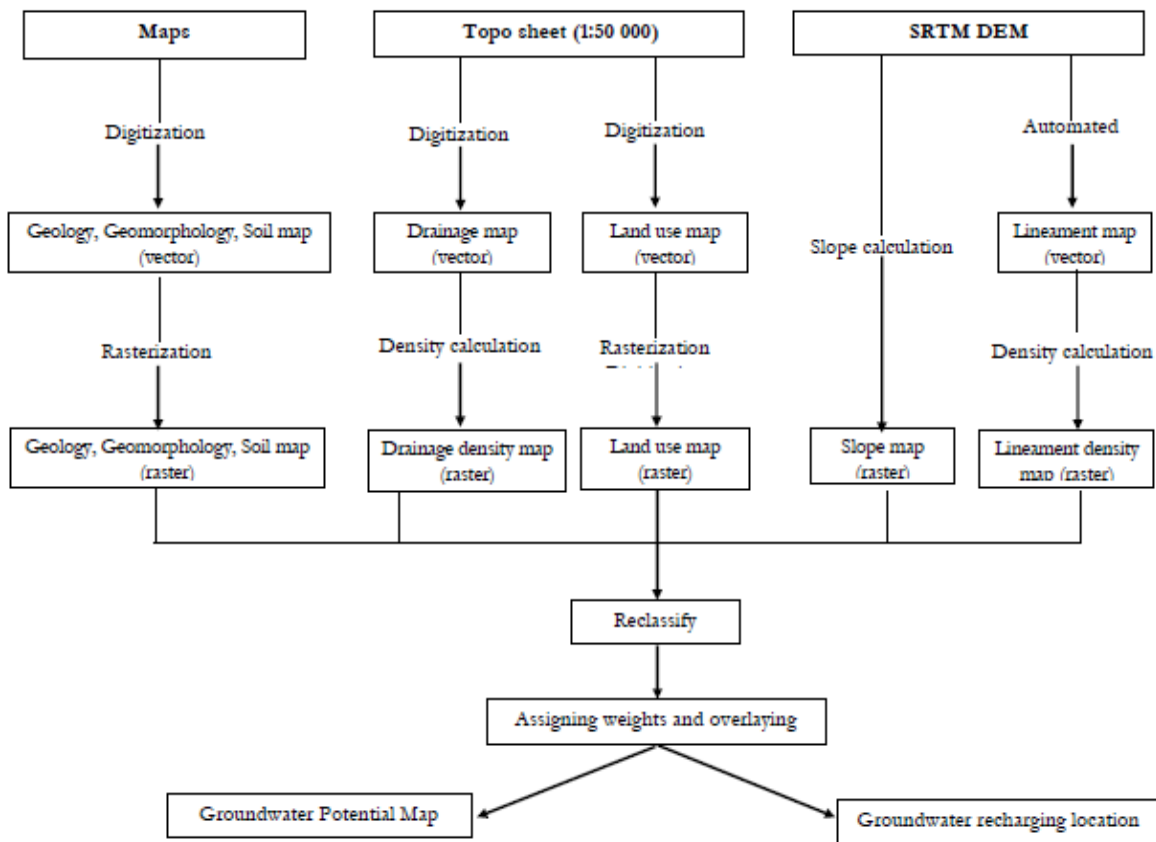 Maps
Topo sheet (1:50 000)
SRTM DEM
Digitization
Digitization
Digitization
Automated
Geology, Geomorphology, Soil map
(vector)
Drainage map
(vector)
Land use map
(vector)
Slope calculation
Lineament map
(vector)
Rasterization
Density calculation
Rasterization
Density calculation
Geology, Geomorphology, Soil map
(raster)
Drainage density map
(raster)
Land use map
(raster)
Slope map
(raster)
Lineament density
map (raster)
Reclassify
Assigning weights and overlaying
Groundwater Potential Map
Groundwater recharging location